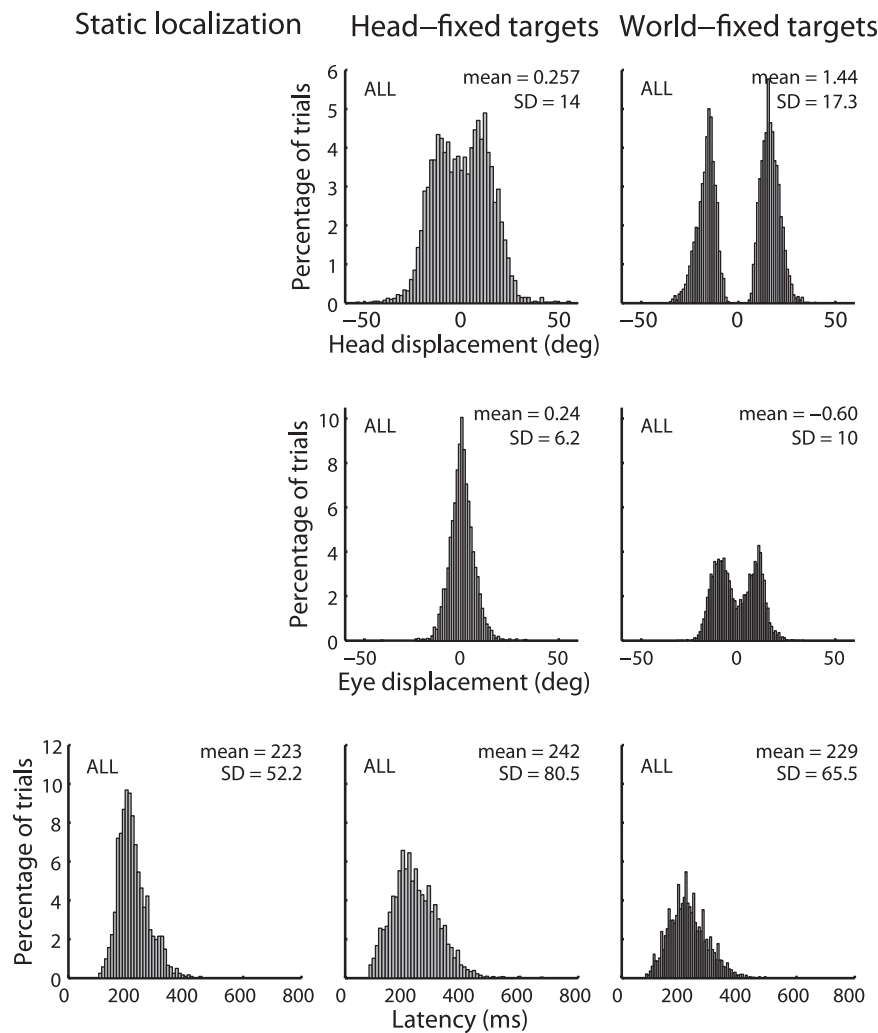 Static localization
Head–fixed targets
World–fixed targets
Percentage of trials
6
5
4
3
2
1
0
ALL
mean = 0.257
SD = 14
−50
0
50
Head displacement (deg)
ALL
mean = 1.44
SD = 17.3
−50
0
50
Percentage of trials
10
8
6
4
2
0
ALL
mean = 0.24
SD = 6.2
−50
0
50
Eye displacement (deg)
ALL
mean = −0.60
SD = 10
−50
0
50
Percentage of trials
12
10
8
6
4
2
0
ALL
mean = 223
SD = 52.2
0
200
400
600
800
ALL
mean = 242
SD = 80.5
0
200
400
600
800
Latency (ms)
ALL
mean = 229
SD = 65.5
0
200
400
600
800